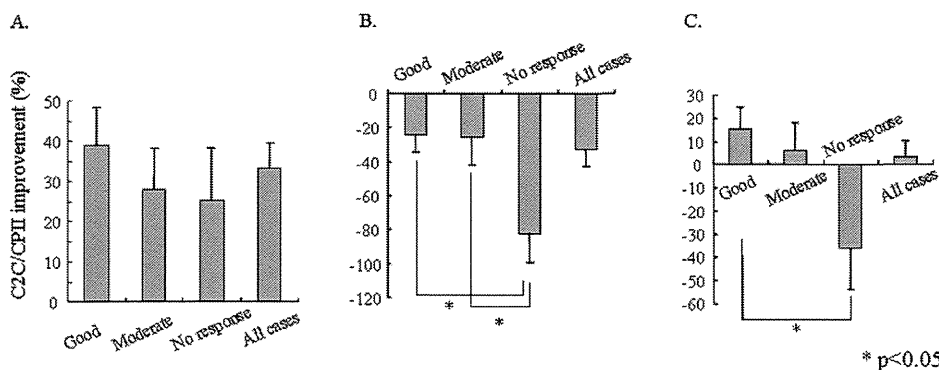 A.
C2C/CPII improvement (%)
50
40
30
20
10
0
Good
Moderate
No response
All cases
B.
Good
Moderate
No response
All cases
0
-20
-40
-60
-80
-100
-120
*
*
C.
30
20
10
0
-10
-20
-30
-40
-50
-60
Good
Moderate
No response
All cases
*
* p<0.05